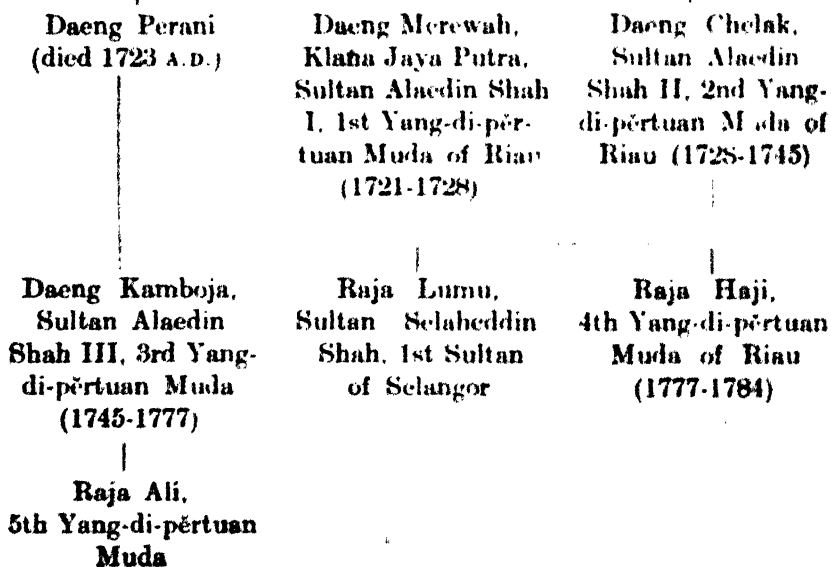 Daeng Perani
(died 1723 A.D.)
Daeng Merewah,
Klaña Jaya Putra,
Sultan Alaedin Shah
I, 1st Yang-di-pĕr-
tuan Muda of Riau
(1721-1728)
Daeng Chelak,
Sultan Alaedin
Shah II, 2nd Yang-
di-pĕrtuan Muda of
Riau (1728-1745)
Daeng Kamboja,
Sultan Alaedin
Shah III, 3rd Yang-
di-pĕrtuan Muda
(1745-1777)
Raja Lumu,
Sultan Selaheddin
Shah, 1st Sultan
of Selangor
Raja Haji,
4th Yang-di-pĕrtuan
Muda of Riau
(1777-1784)
Raja Ali,
5th Yang-di-pĕrtuan
Muda